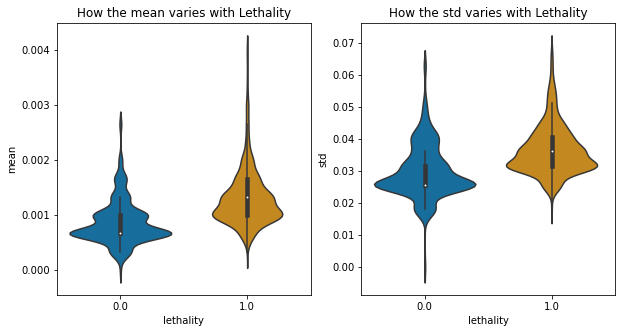 How the mean varies with Lethality
mean
0.004
0.003
0.002
0.001
0.000
0.0
1.0
lethality
How the std varies with Lethality
std
0.07
0.06
0.05
0.04
0.03
0.02
0.01
0.00
0.0
1.0
lethality